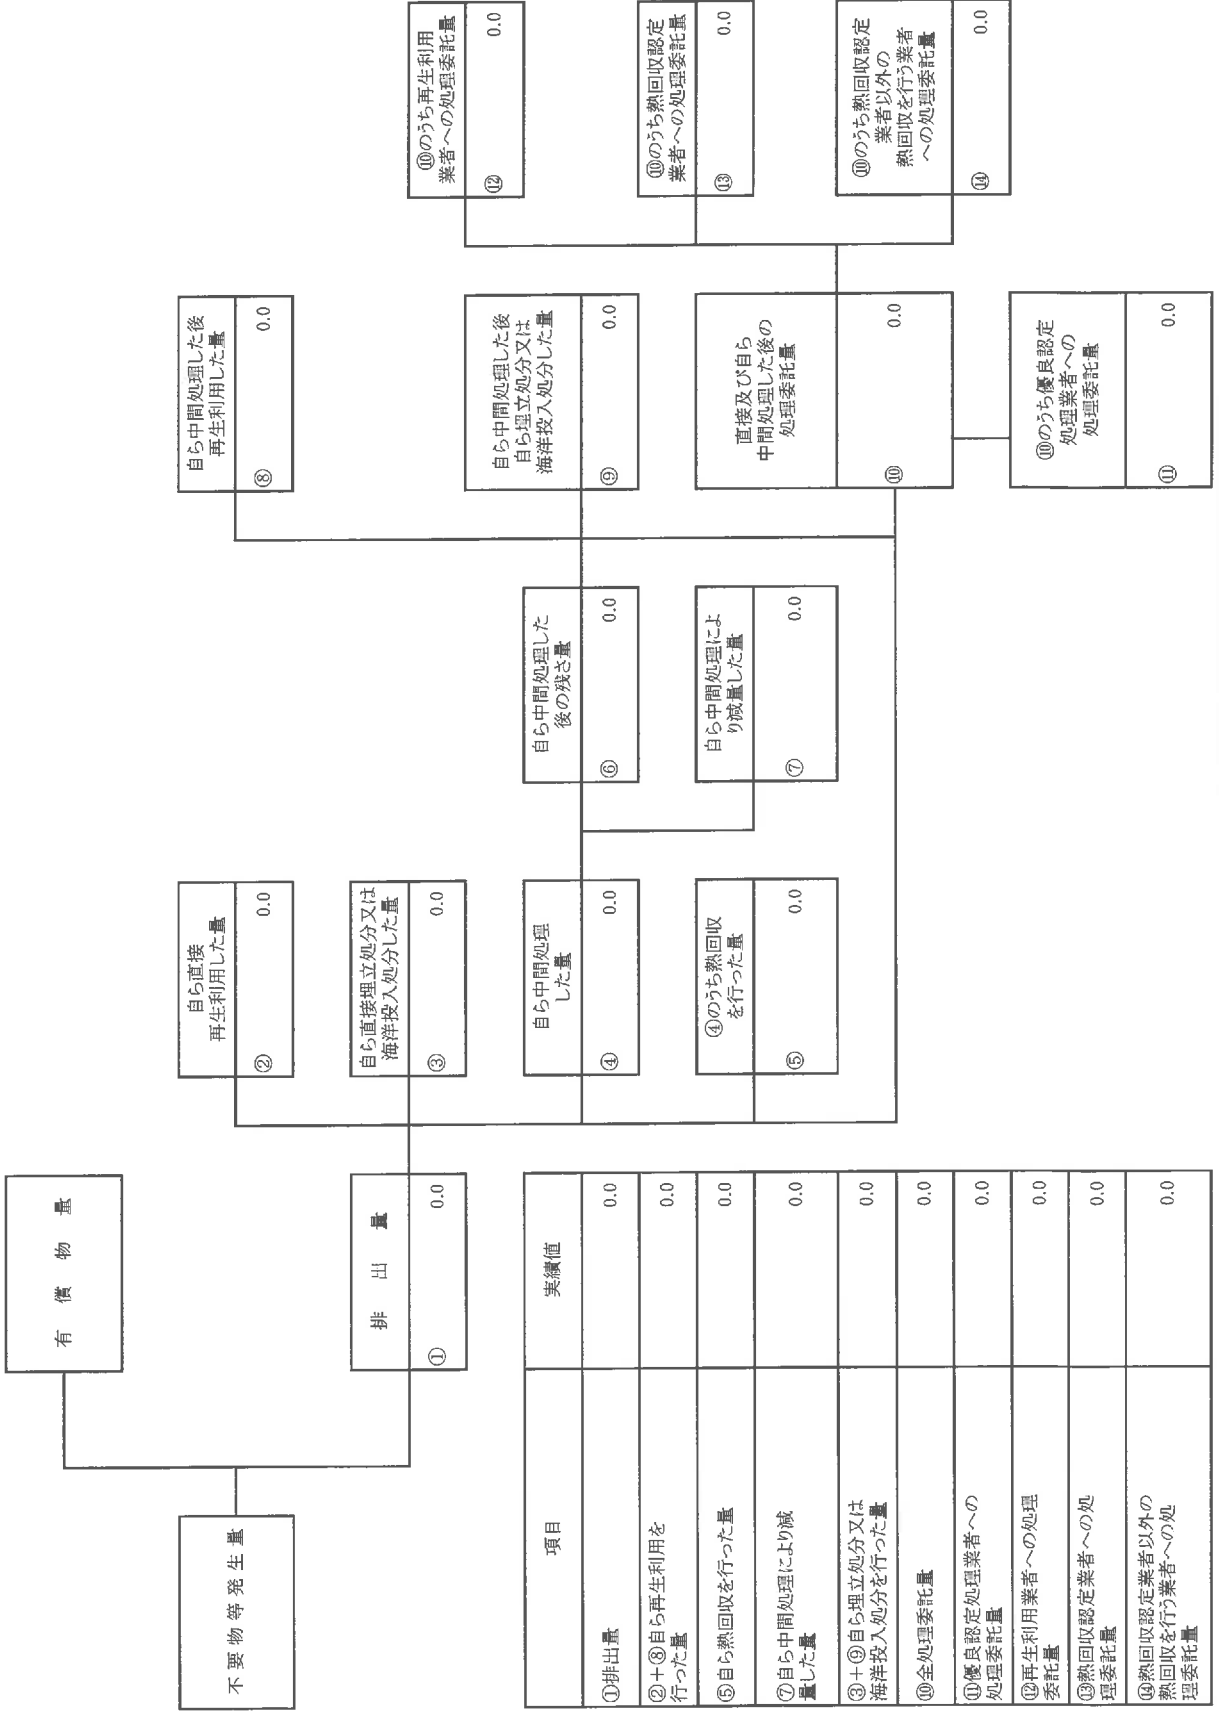 不要物等発生量
有償物量
排出量
① 0.0
自ら直接
再生利用した量
② 0.0
自ら直接埋立処分又は
海洋投入処分した量
③ 0.0
自ら中間処理
した量
④ 0.0
④のうち熱回収
を行った量
⑤ 0.0
自ら中間処理した
後の残さ量
⑥ 0.0
自ら中間処理によ
り減量した量
⑦ 0.0
自ら中間処理した後
再生利用した量
⑧ 0.0
自ら中間処理した後
自ら埋立処分又は
海洋投入処分した量
⑨ 0.0
直接及び自ら
中間処理した後の
処理委託量
⑩ 0.0
⑩のうち優良認定
処理業者への
処理委託量
⑪ 0.0
⑩のうち再生利用
業者への処理委託量
⑫ 0.0
⑩のうち熱回収認定
業者への処理委託量
⑬ 0.0
⑩のうち熱回収認定
業者以外の
熱回収を行う業者
への処理委託量
⑭ 0.0
項目 実績値
①排出量 0.0
②+⑧自ら再生利用を
行った量 0.0
⑤自ら熱回収を行った量 0.0
⑦自ら中間処理により減
量した量 0.0
③+⑨自ら埋立処分又は
海洋投入処分を行った量 0.0
⑩全処理委託量 0.0
⑪優良認定処理業者への
処理委託量 0.0
⑫再生利用業者への処理
委託量 0.0
⑬熱回収認定業者への処
理委託量 0.0
⑭熱回収認定業者以外の
熱回収を行う業者への処
理委託量 0.0